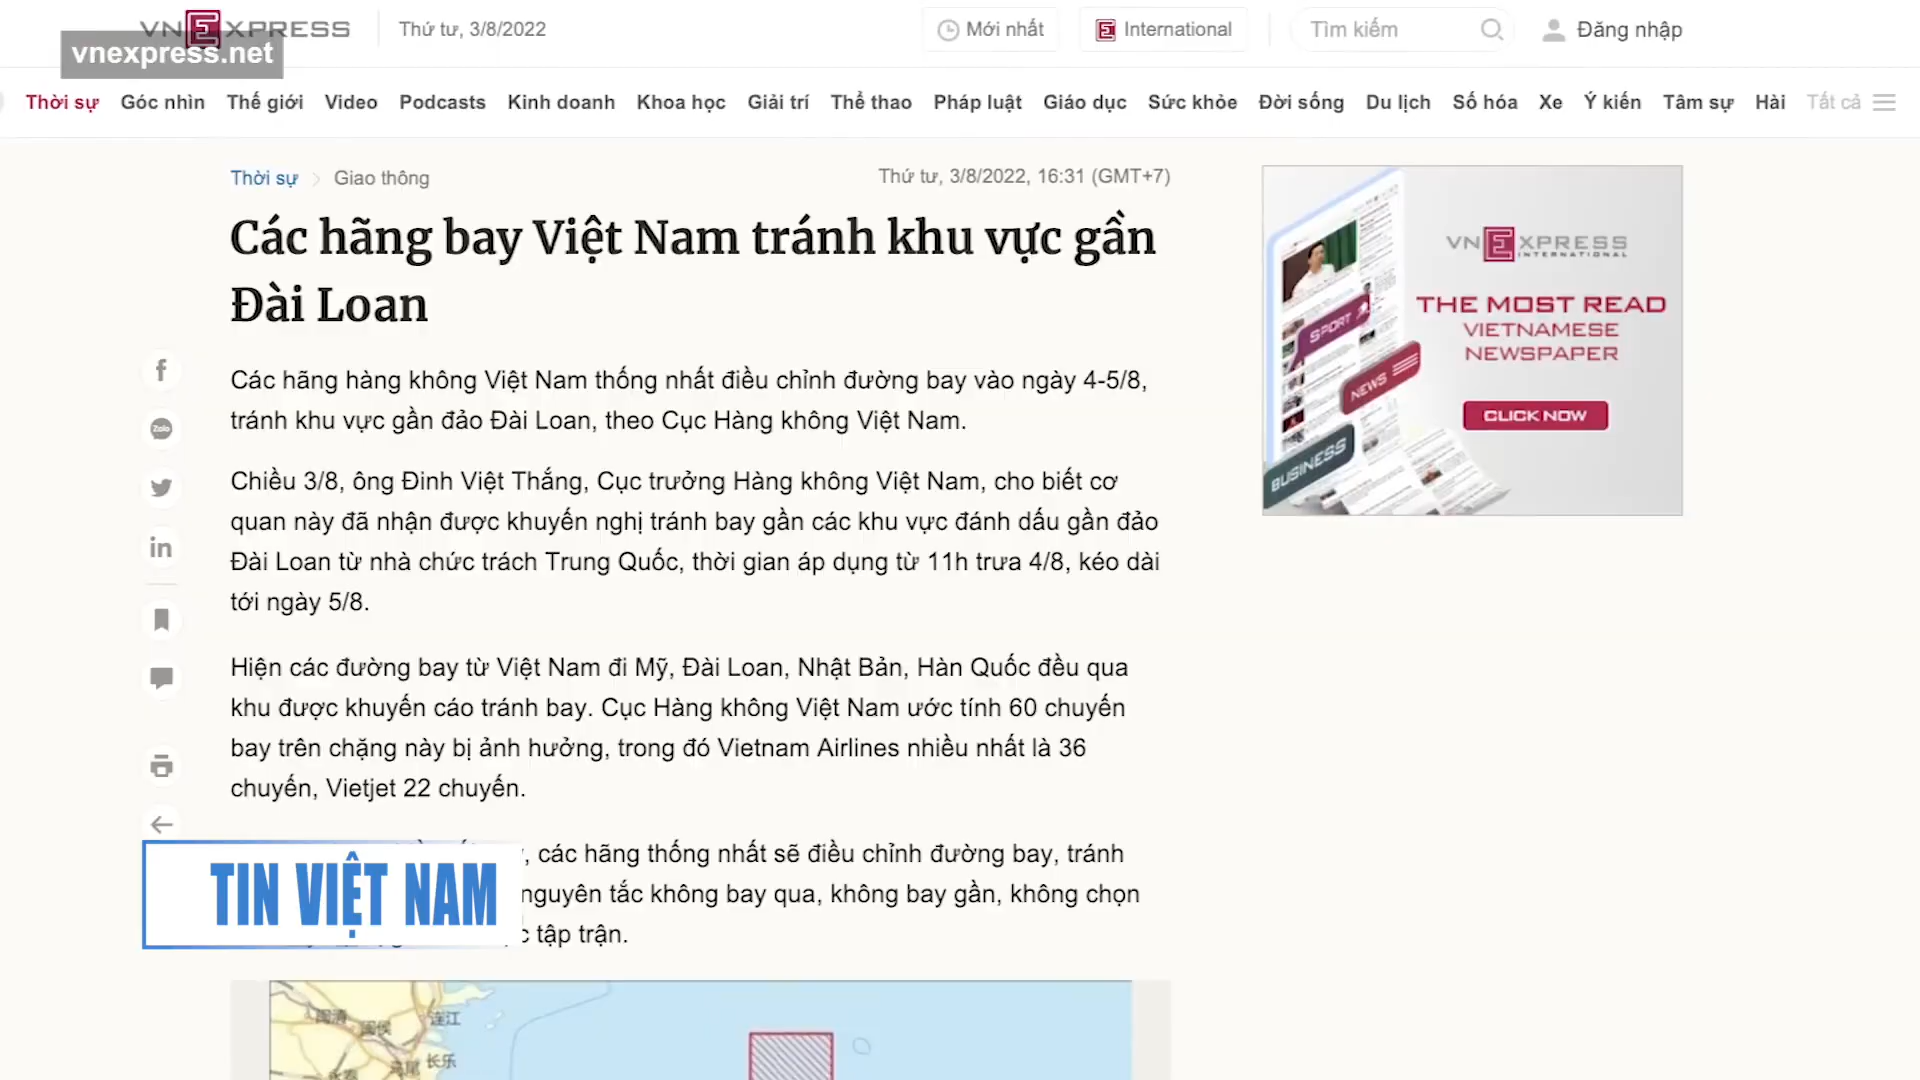 VNEXPRESS
vnexpress.net
Thứ tư, 3/8/2022
Mới nhất
International
Tìm kiếm
Đăng nhập
Thời sự Góc nhìn Thế giới Video Podcasts Kinh doanh Khoa học Giải trí Thể thao Pháp luật Giáo dục Sức khỏe Đời sống Du lịch Số hóa Xe Ý kiến Tâm sự Hài Tất cả
Thời sự > Giao thông
Thứ tư, 3/8/2022, 16:31 (GMT+7)
Các hãng bay Việt Nam tránh khu vực gần
Đài Loan
Các hãng hàng không Việt Nam thống nhất điều chỉnh đường bay vào ngày 4-5/8,
tránh khu vực gần đảo Đài Loan, theo Cục Hàng không Việt Nam.
Chiều 3/8, ông Đinh Việt Thắng, Cục trưởng Hàng không Việt Nam, cho biết cơ
quan này đã nhận được khuyến nghị tránh bay gần các khu vực đánh dấu gần đảo
Đài Loan từ nhà chức trách Trung Quốc, thời gian áp dụng từ 11h trưa 4/8, kéo dài
tới ngày 5/8.
Hiện các đường bay từ Việt Nam đi Mỹ, Đài Loan, Nhật Bản, Hàn Quốc đều qua
khu được khuyến cáo tránh bay. Cục Hàng không Việt Nam ước tính 60 chuyến
bay trên chặng này bị ảnh hưởng, trong đó Vietnam Airlines nhiều nhất là 36
chuyến, Vietjet 22 chuyến.
, các hãng thống nhất sẽ điều chỉnh đường bay, tránh
nguyên tắc không bay qua, không bay gần, không chọn
tập trận.
TIN VIỆT NAM
VNEXPRESS
INTERNATIONAL
THE MOST READ
VIETNAMESE
NEWSPAPER
CLICK NOW
SPORT
NEWS
BUSINESS
Zalo
闽清
闽侯
连江
长乐
永泰